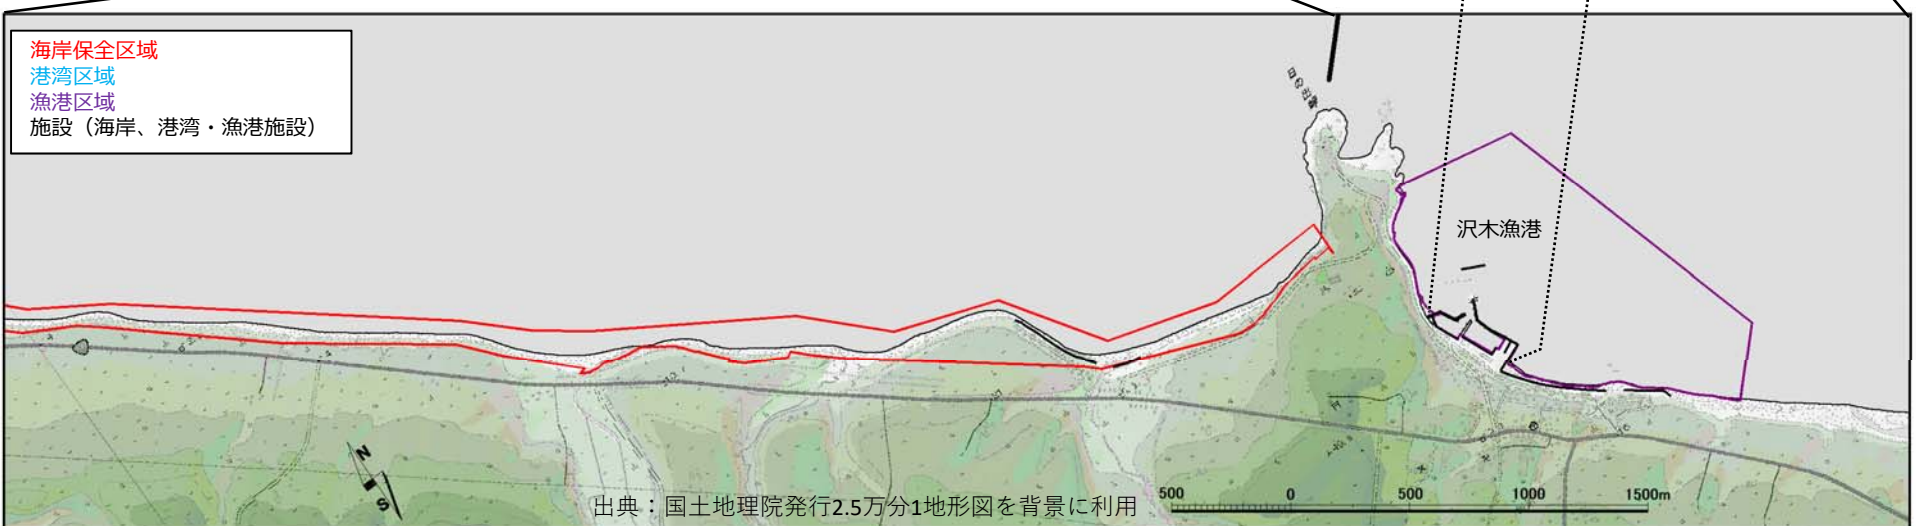 海岸保全区域
港湾区域
漁港区域
施設（海岸、港湾・漁港施設）
日の出岬
沢木漁港
N
S
出典：国土地理院発行2.5万分1地形図を背景に利用
500 0 500 1000 1500m